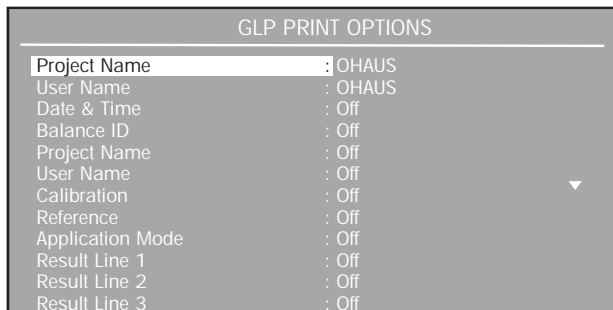 GLP PRINT OPTIONS
Project Name : OHAUS
User Name : OHAUS
Date & Time : Off
Balance ID : Off
Project Name : Off
User Name : Off
Calibration : Off
Reference : Off
Application Mode : Off
Result Line 1 : Off
Result Line 2 : Off
Result Line 3 : Off